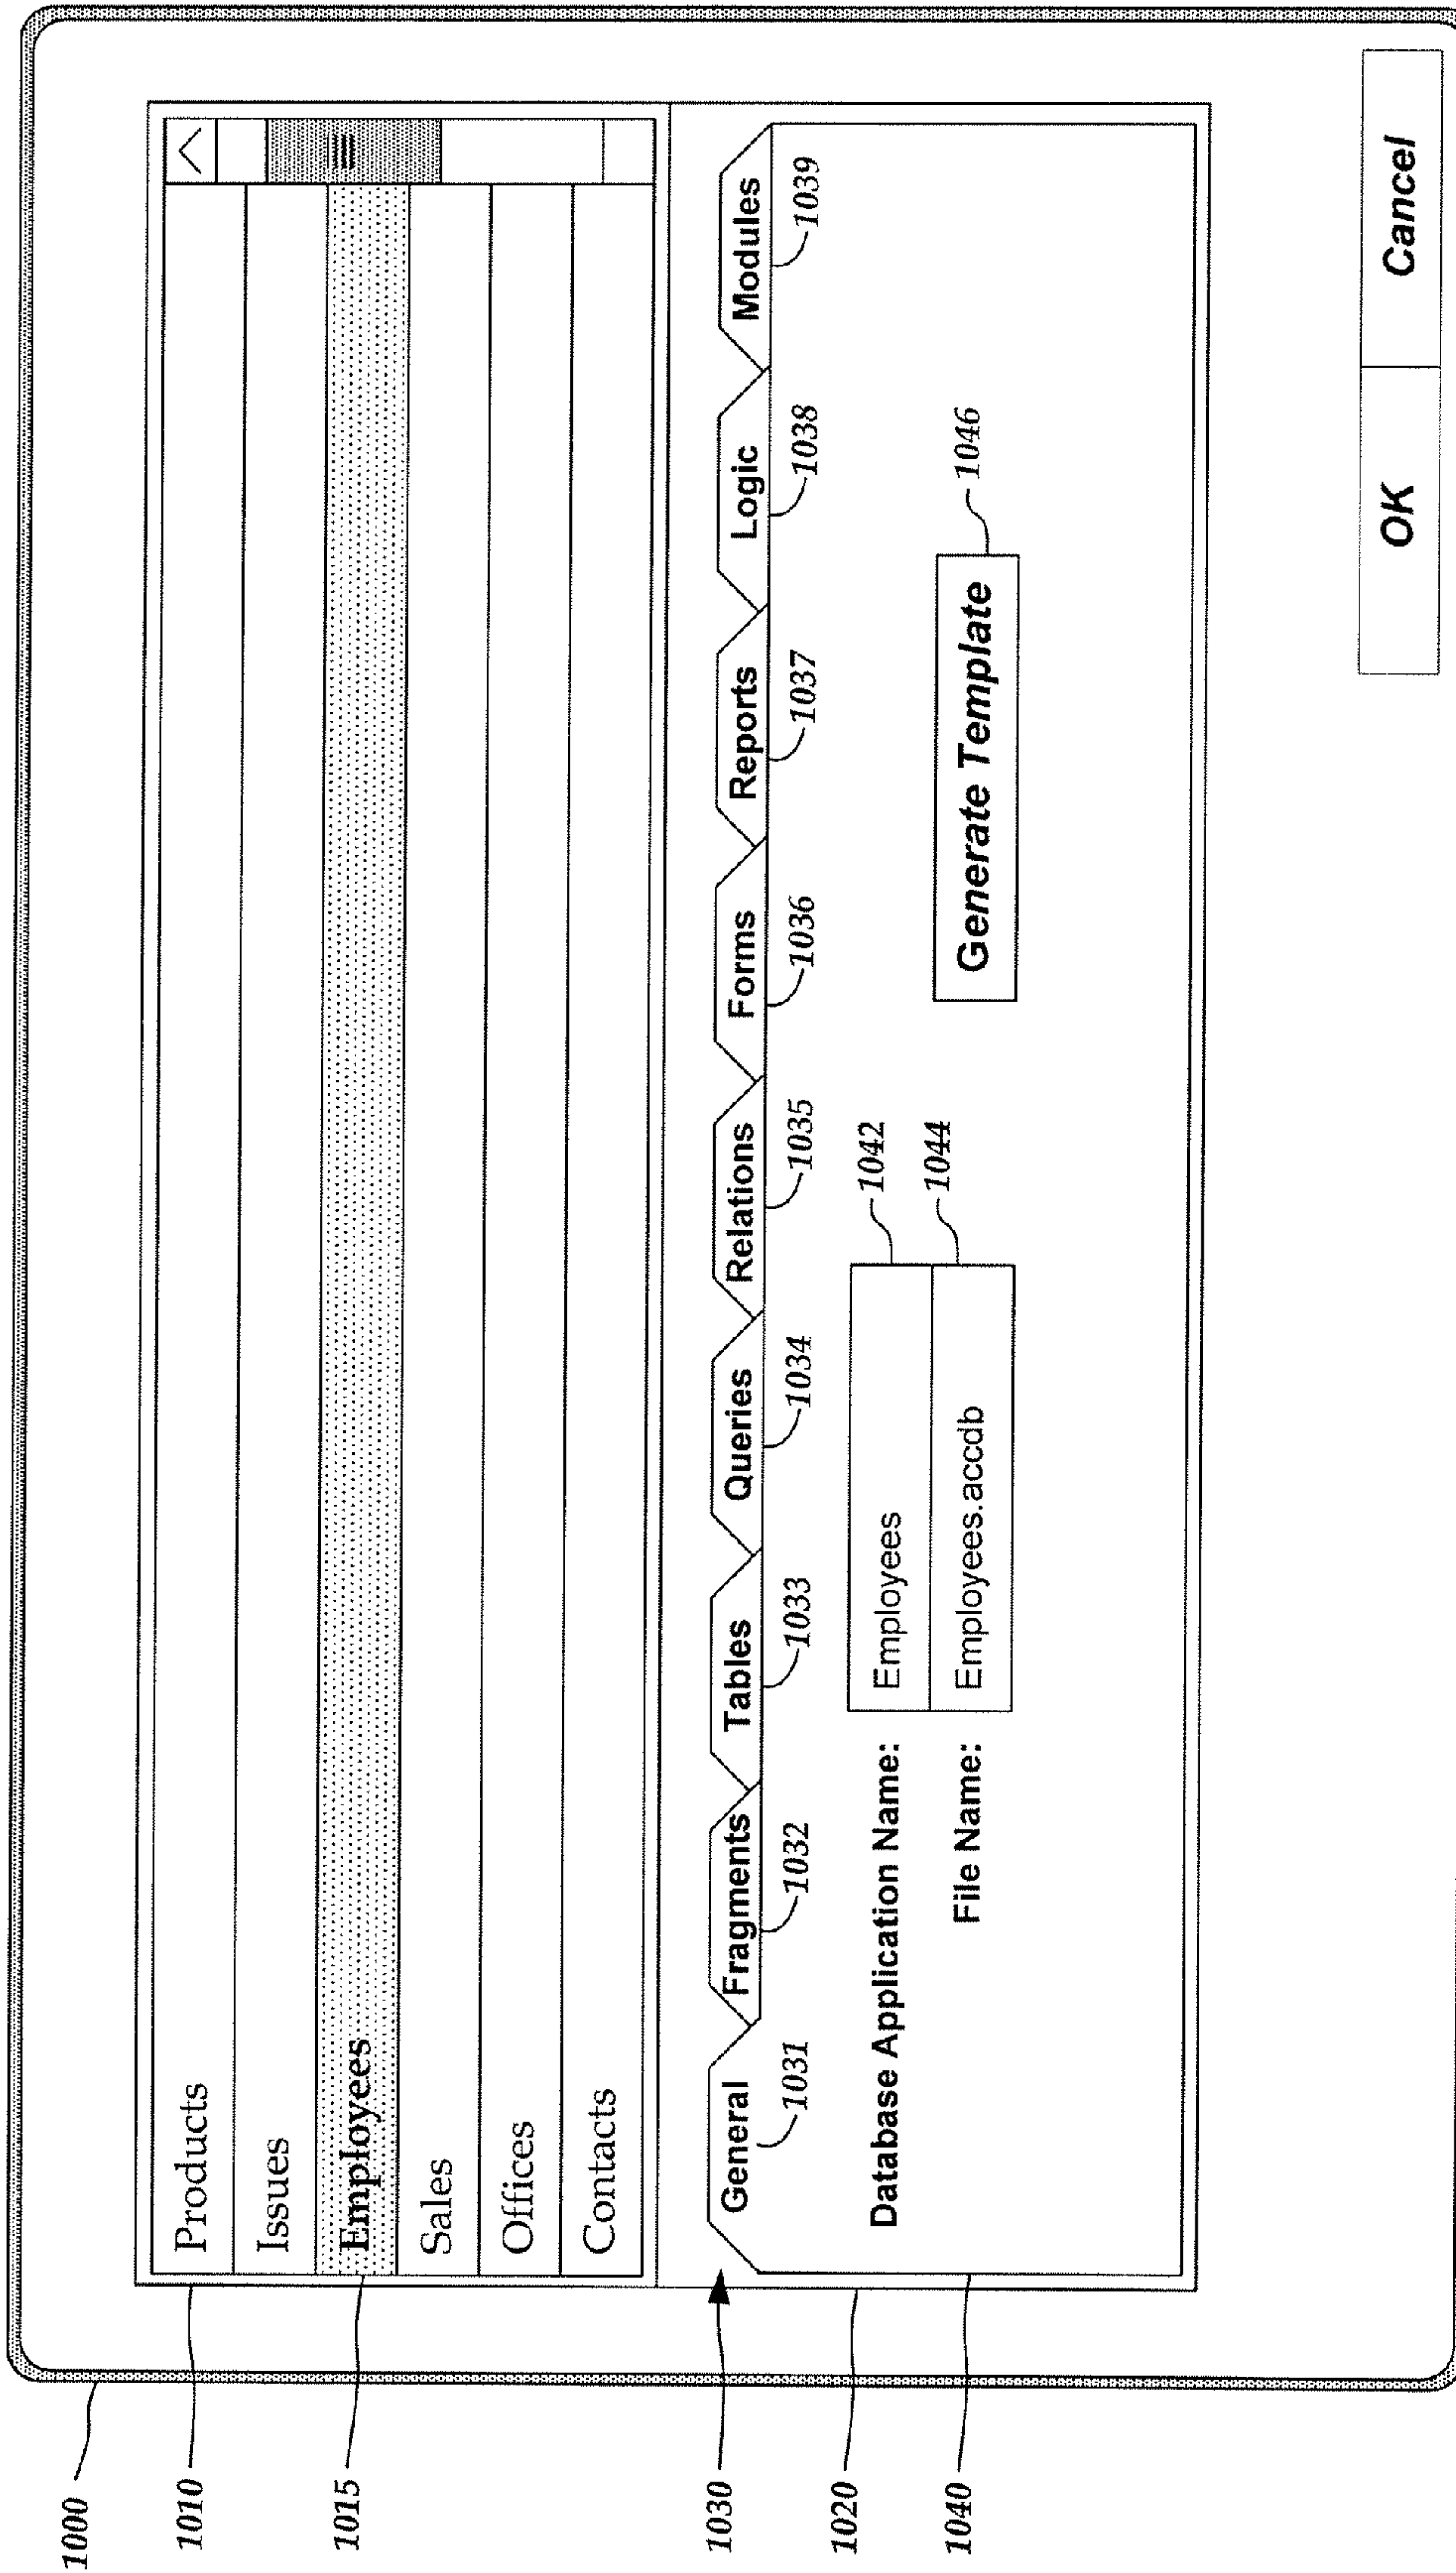 1000
1010
Products
Issues
1015
Employees
Sales
Offices
Contacts
1030
General Fragments Tables Queries Relations Forms Reports Logic Modules
1031 1032 1033 1034 1035 1036 1037 1038 1039
1020
Database Application Name: Employees 1042
File Name: Employees.accdb 1044
Generate Template 1046
1040
OK Cancel